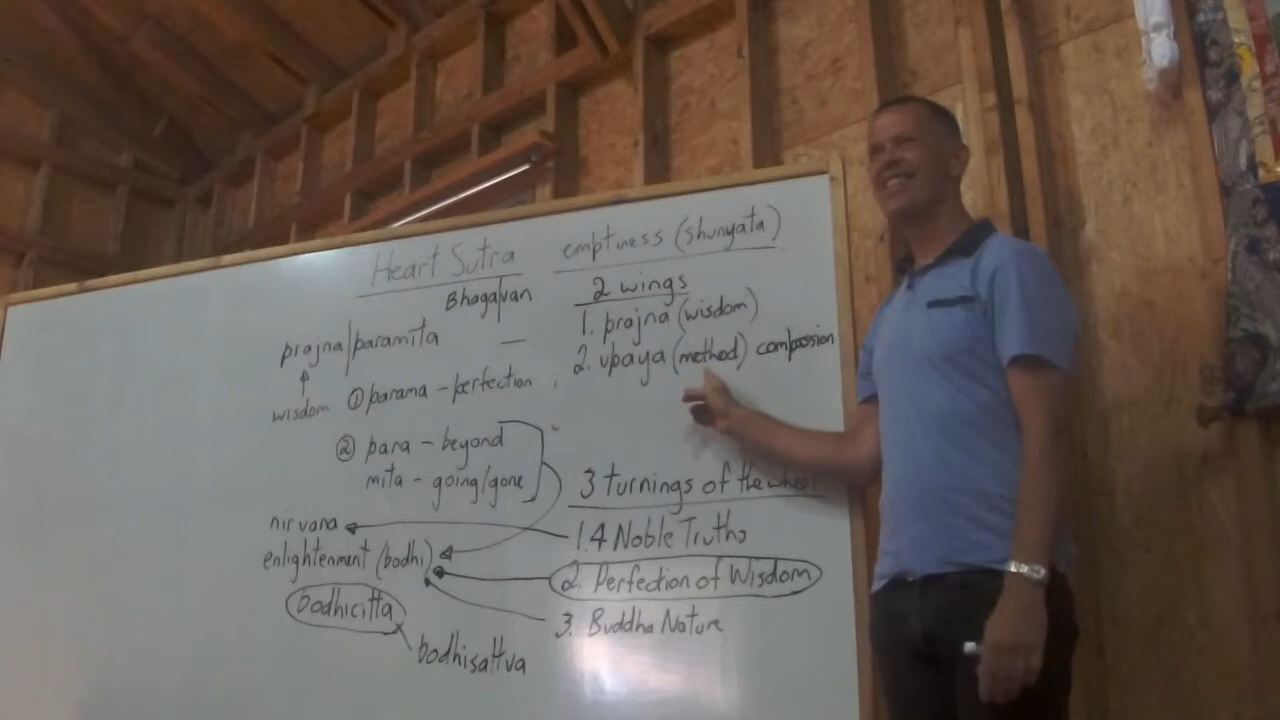 Heart Sutra
Bhaga/van
prajna/paramita —
wisdom ① parama - perfection
② para - beyond
mita - going/gone
nirvana
enlightenment (bodhi)
bodhicitta
bodhisattva
emptiness (shunyata)
2 wings
1. prajna (wisdom)
2. upaya (method) compassion
3 turnings of the
1. 4 Noble Truths
2. Perfection of Wisdom
3. Buddha Nature